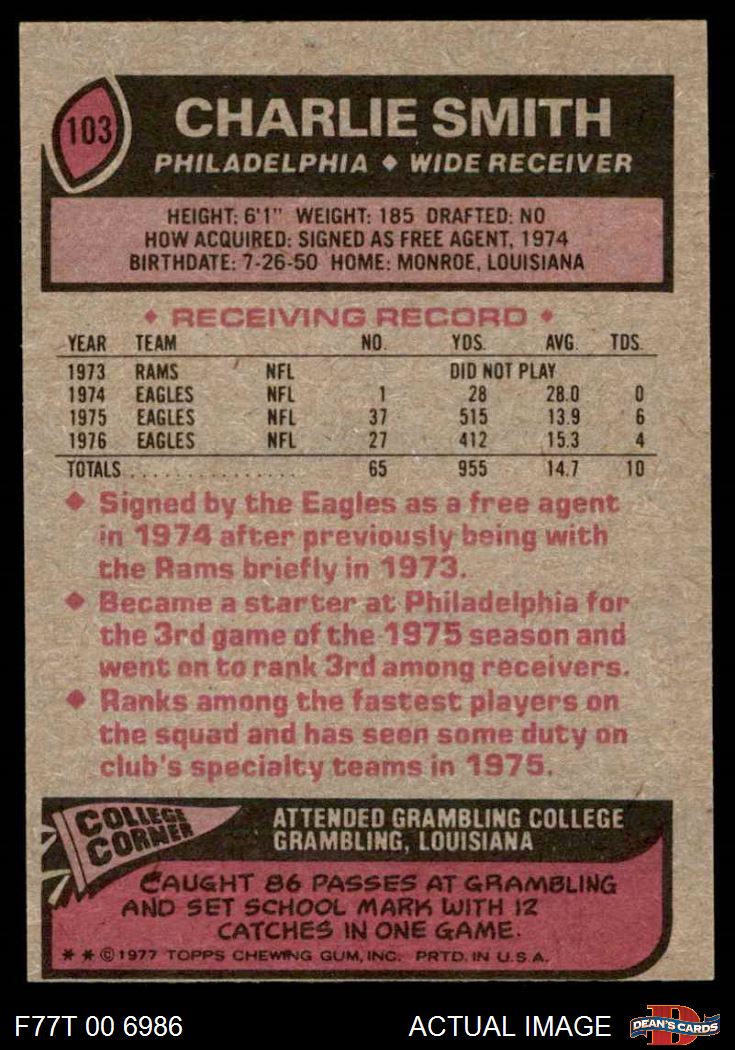 103
CHARLIE SMITH
PHILADELPHIA ◆ WIDE RECEIVER
HEIGHT: 6'1" WEIGHT: 185 DRAFTED: NO
HOW ACQUIRED: SIGNED AS FREE AGENT, 1974
BIRTHDATE: 7-26-50 HOME: MONROE, LOUISIANA
◆ RECEIVING RECORD ◆
YEAR TEAM NO. YDS. AVG. TDS.
1973 RAMS NFL DID NOT PLAY
1974 EAGLES NFL 1 28 28.0 0
1975 EAGLES NFL 37 515 13.9 6
1976 EAGLES NFL 27 412 15.3 4
TOTALS ............... 65 955 14.7 10
◆ Signed by the Eagles as a free agent
in 1974 after previously being with
the Rams briefly in 1973.
◆ Became a starter at Philadelphia for
the 3rd game of the 1975 season and
went on to rank 3rd among receivers.
◆ Ranks among the fastest players on
the squad and has seen some duty on
club's specialty teams in 1975.
COLLEGE
CORNER
ATTENDED GRAMBLING COLLEGE
GRAMBLING, LOUISIANA
CAUGHT 86 PASSES AT GRAMBLING
AND SET SCHOOL MARK WITH 12
CATCHES IN ONE GAME.
* * © 1977 TOPPS CHEWING GUM, INC. PRTD. IN U.S.A.
F77T 00 6986
ACTUAL IMAGE
D
DEAN'S CARDS